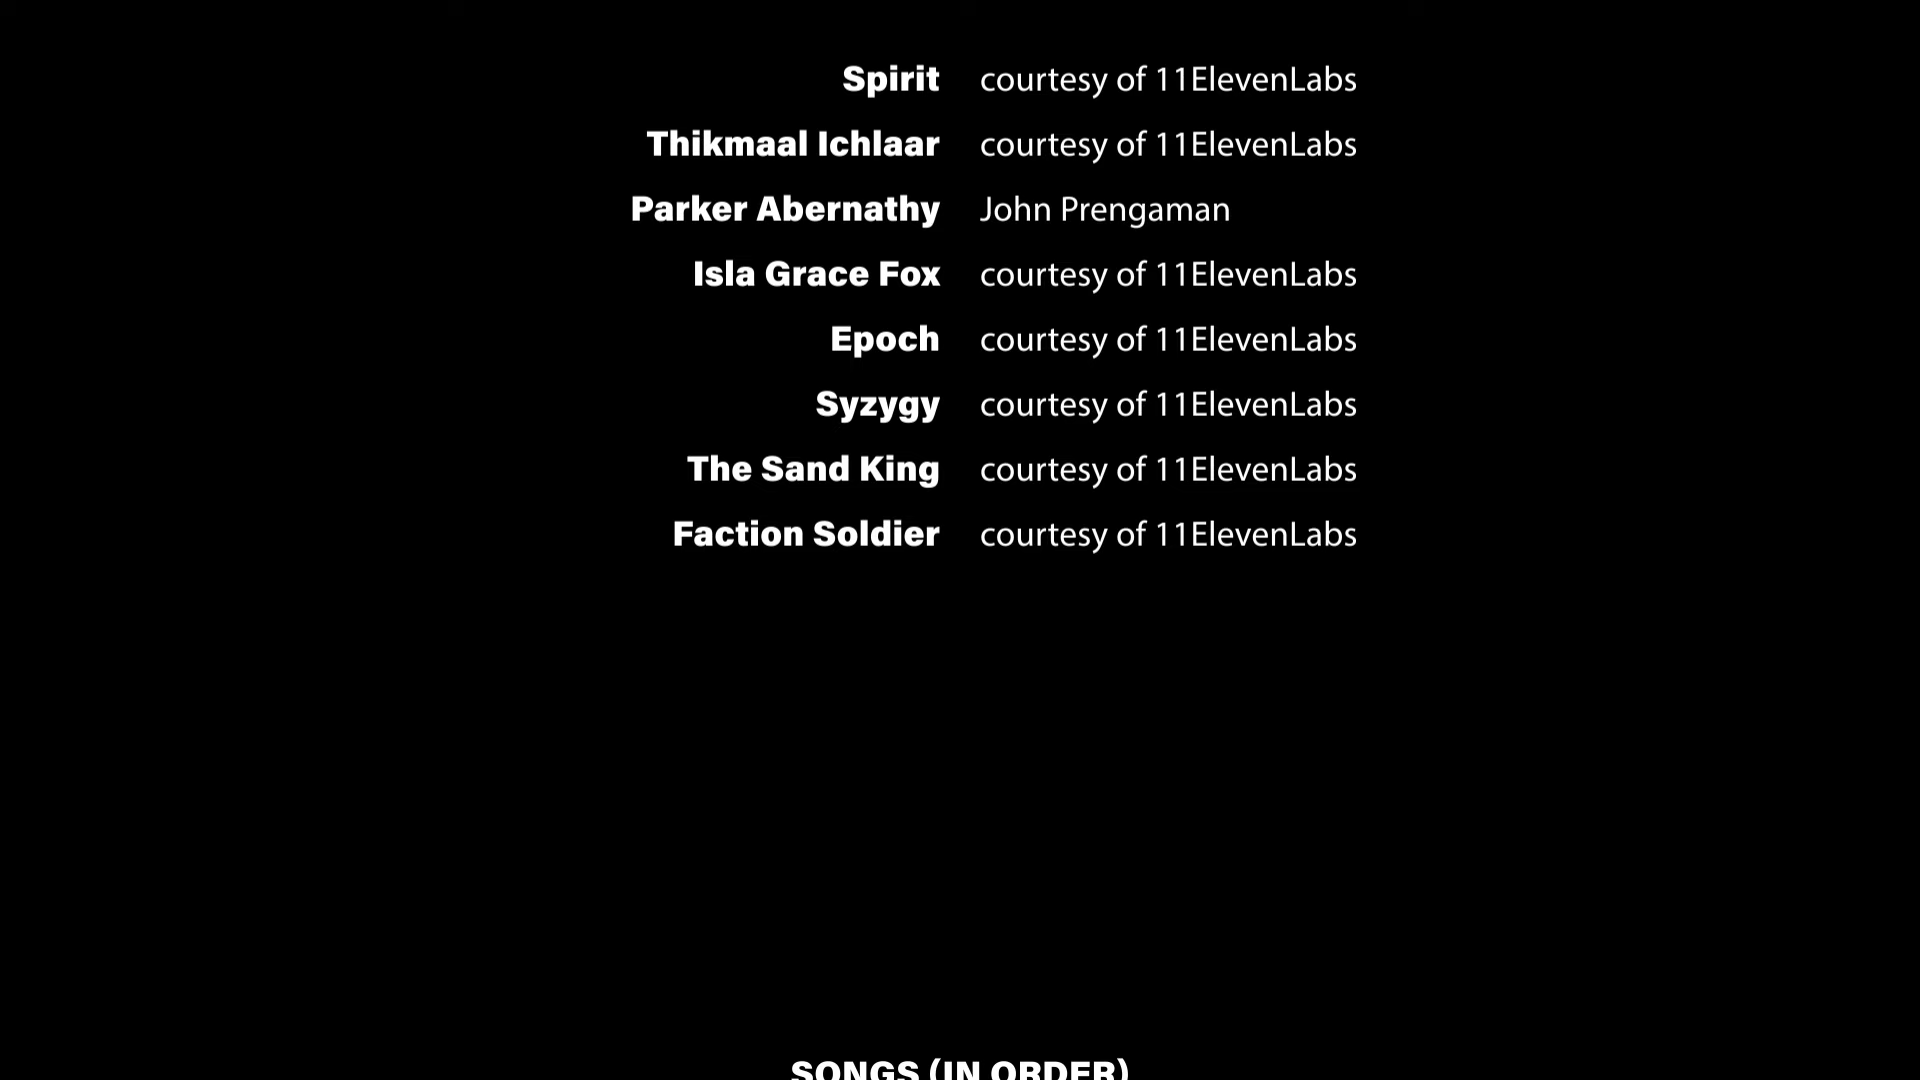 Spirit courtesy of 11ElevenLabs
Thikmaal Ichlaar courtesy of 11ElevenLabs
Parker Abernathy John Prengaman
Isla Grace Fox courtesy of 11ElevenLabs
Epoch courtesy of 11ElevenLabs
Syzygy courtesy of 11ElevenLabs
The Sand King courtesy of 11ElevenLabs
Faction Soldier courtesy of 11ElevenLabs
SONGS (IN ORDER)